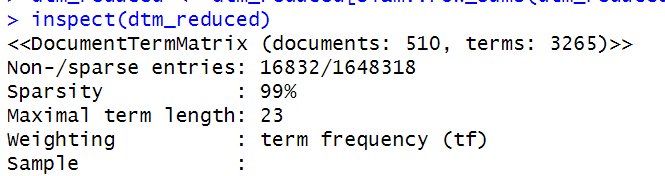 > inspect(dtm_reduced)
<<DocumentTermMatrix (documents: 510, terms: 3265)>>
Non-/sparse entries: 16832/1648318
Sparsity           : 99%
Maximal term length: 23
Weighting          : term frequency (tf)
Sample             :